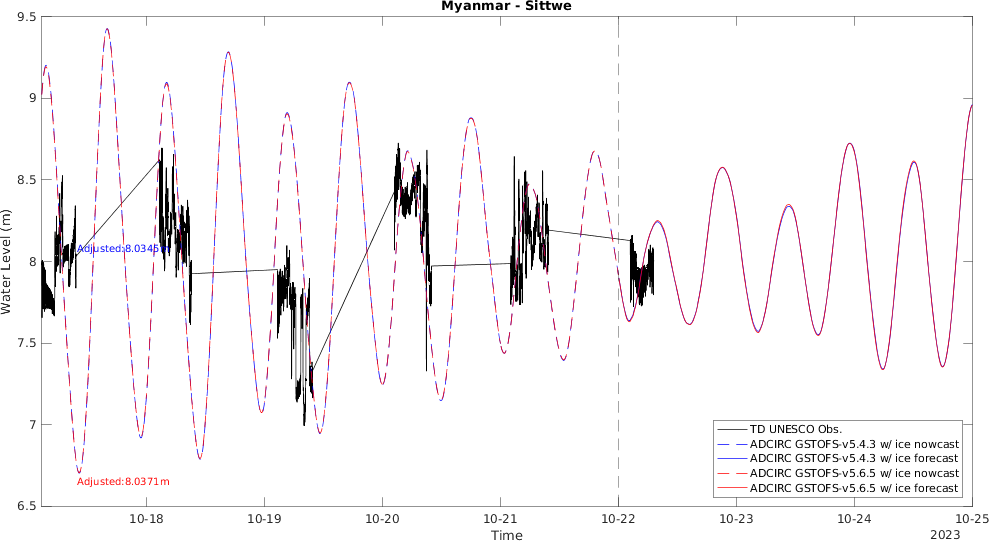 Myanmar - Sittwe
9.5
9
8.5
8
7.5
7
6.5
Water Level (m)
Adjusted:8.0345m
Adjusted:8.0371m
TD UNESCO Obs.
ADCIRC GSTOFS-v5.4.3 w/ ice nowcast
ADCIRC GSTOFS-v5.4.3 w/ ice forecast
ADCIRC GSTOFS-v5.6.5 w/ ice nowcast
ADCIRC GSTOFS-v5.6.5 w/ ice forecast
10-18
10-19
10-20
10-21
10-22
10-23
10-24
10-25
Time
2023